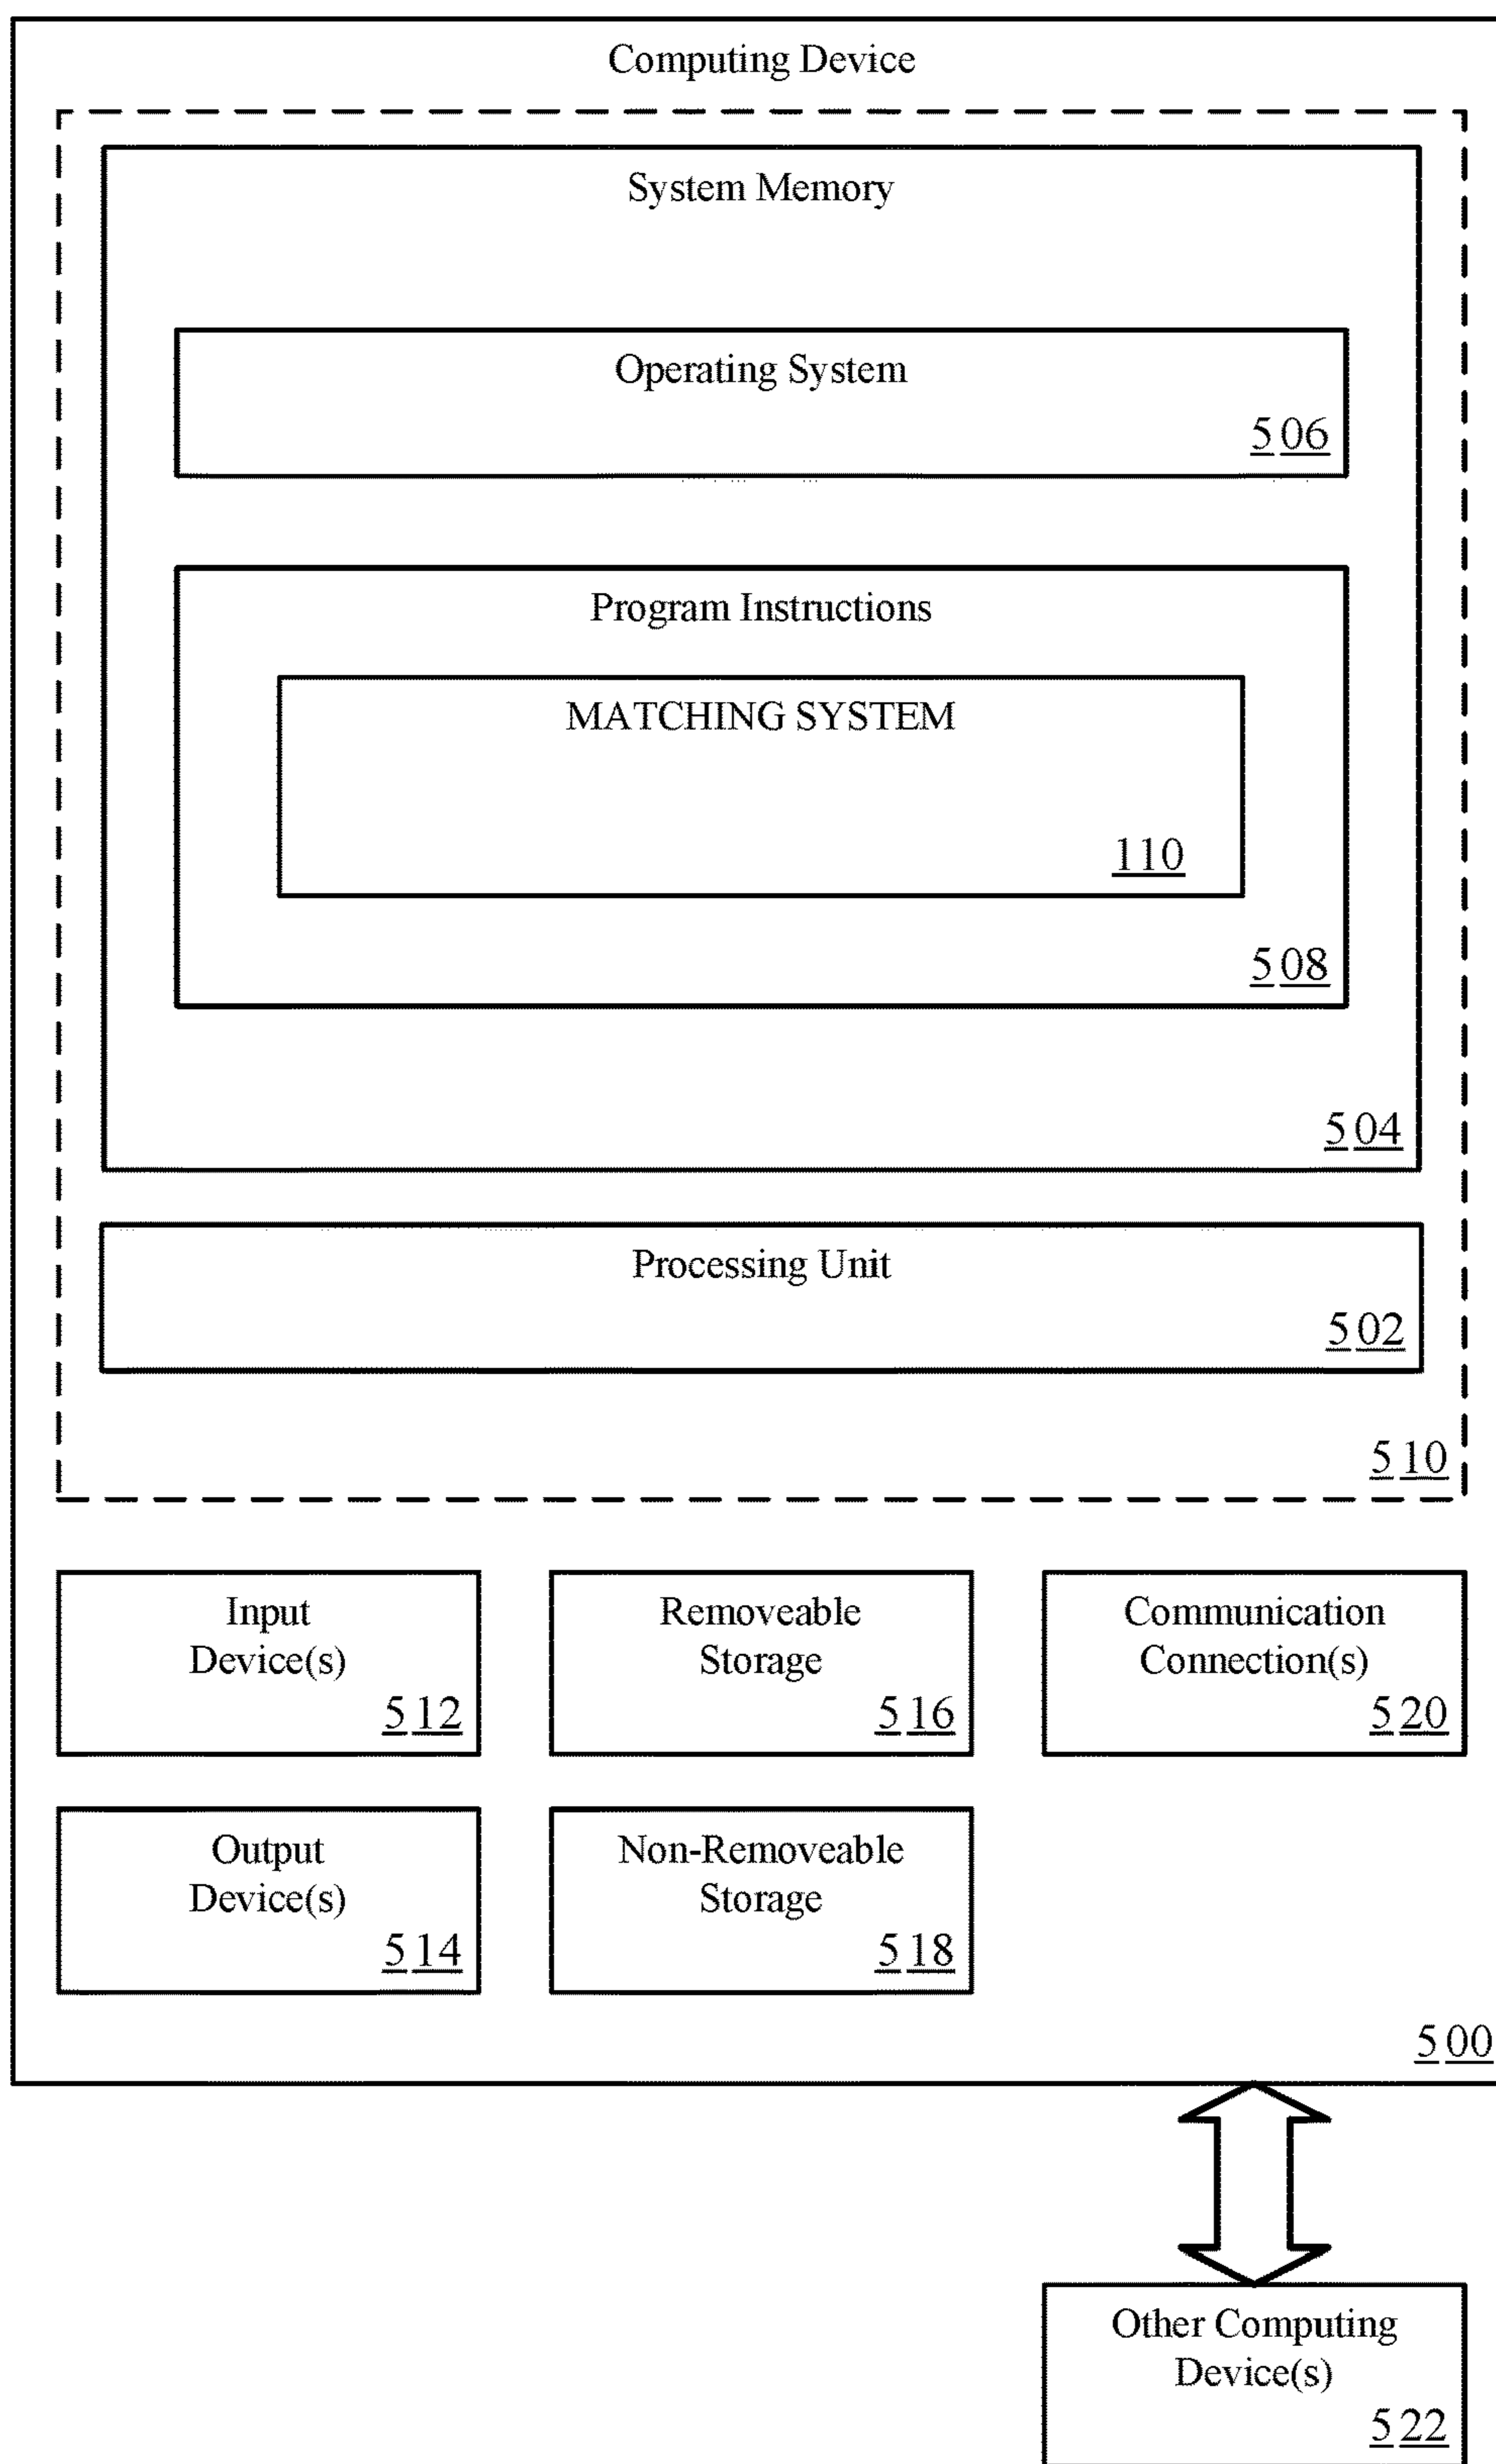 Computing Device
System Memory
Operating System
506
Program Instructions
MATCHING SYSTEM
110
508
504
Processing Unit
502
510
Input
Device(s)
512
Removeable
Storage
516
Communication
Connection(s)
520
Output
Device(s)
514
Non-Removeable
Storage
518
500
Other Computing
Device(s)
522